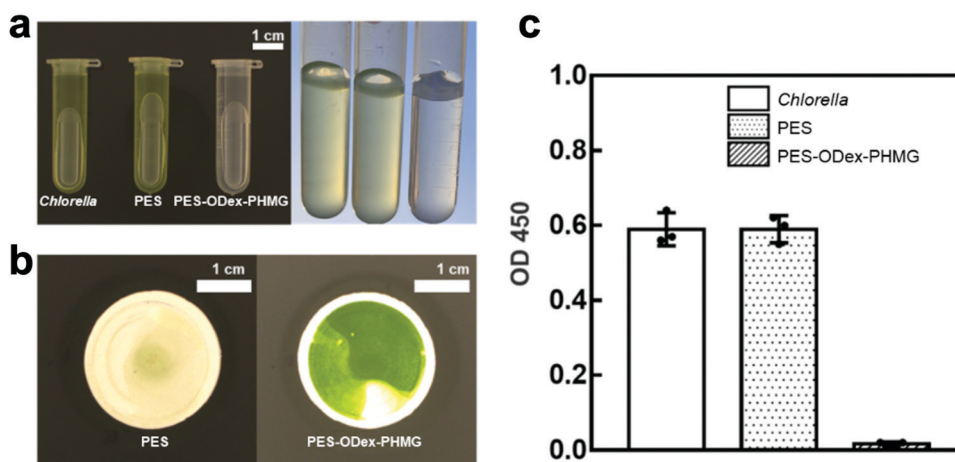 a
1 cm
Chlorella PES PES-ODex-PHMG
b
1 cm
1 cm
PES
PES-ODex-PHMG
c
OD 450
1.0
0.8
0.6
0.4
0.2
0.0
Chlorella
PES
PES-ODex-PHMG